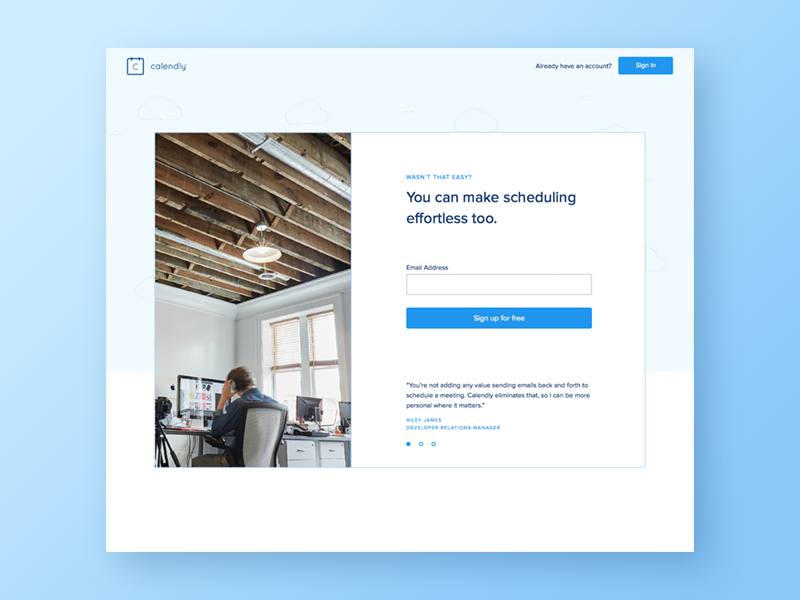 calendly
Already have an account?
Sign In
WASN'T THAT EASY?
You can make scheduling
effortless too.
Email Address
Sign up for free
"You're not adding any value sending emails back and forth to
schedule a meeting. Calendly eliminates that, so I can be more
personal where it matters."
RILEY JAMES
DEVELOPER RELATIONS MANAGER